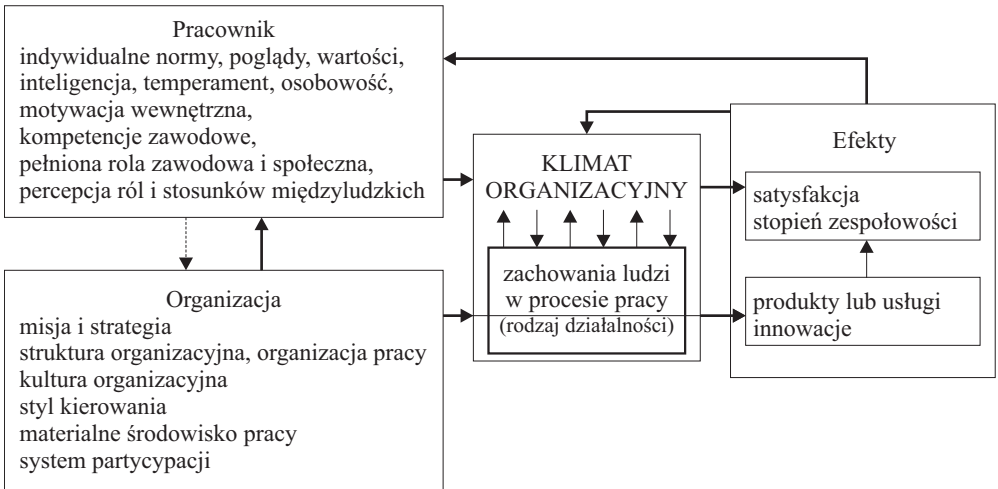 Pracownik
indywidualne normy, poglądy, wartości,
inteligencja, temperament, osobowość,
motywacja wewnętrzna,
kompetencje zawodowe,
pełniona rola zawodowa i społeczna,
percepcja ról i stosunków międzyludzkich
Organizacja
misja i strategia
struktura organizacyjna, organizacja pracy
kultura organizacyjna
styl kierowania
materialne środowisko pracy
system partycypacji
KLIMAT
ORGANIZACYJNY
zachowania ludzi
w procesie pracy
(rodzaj działalności)
Efekty
satysfakcja
stopień zespołowości
produkty lub usługi
innowacje